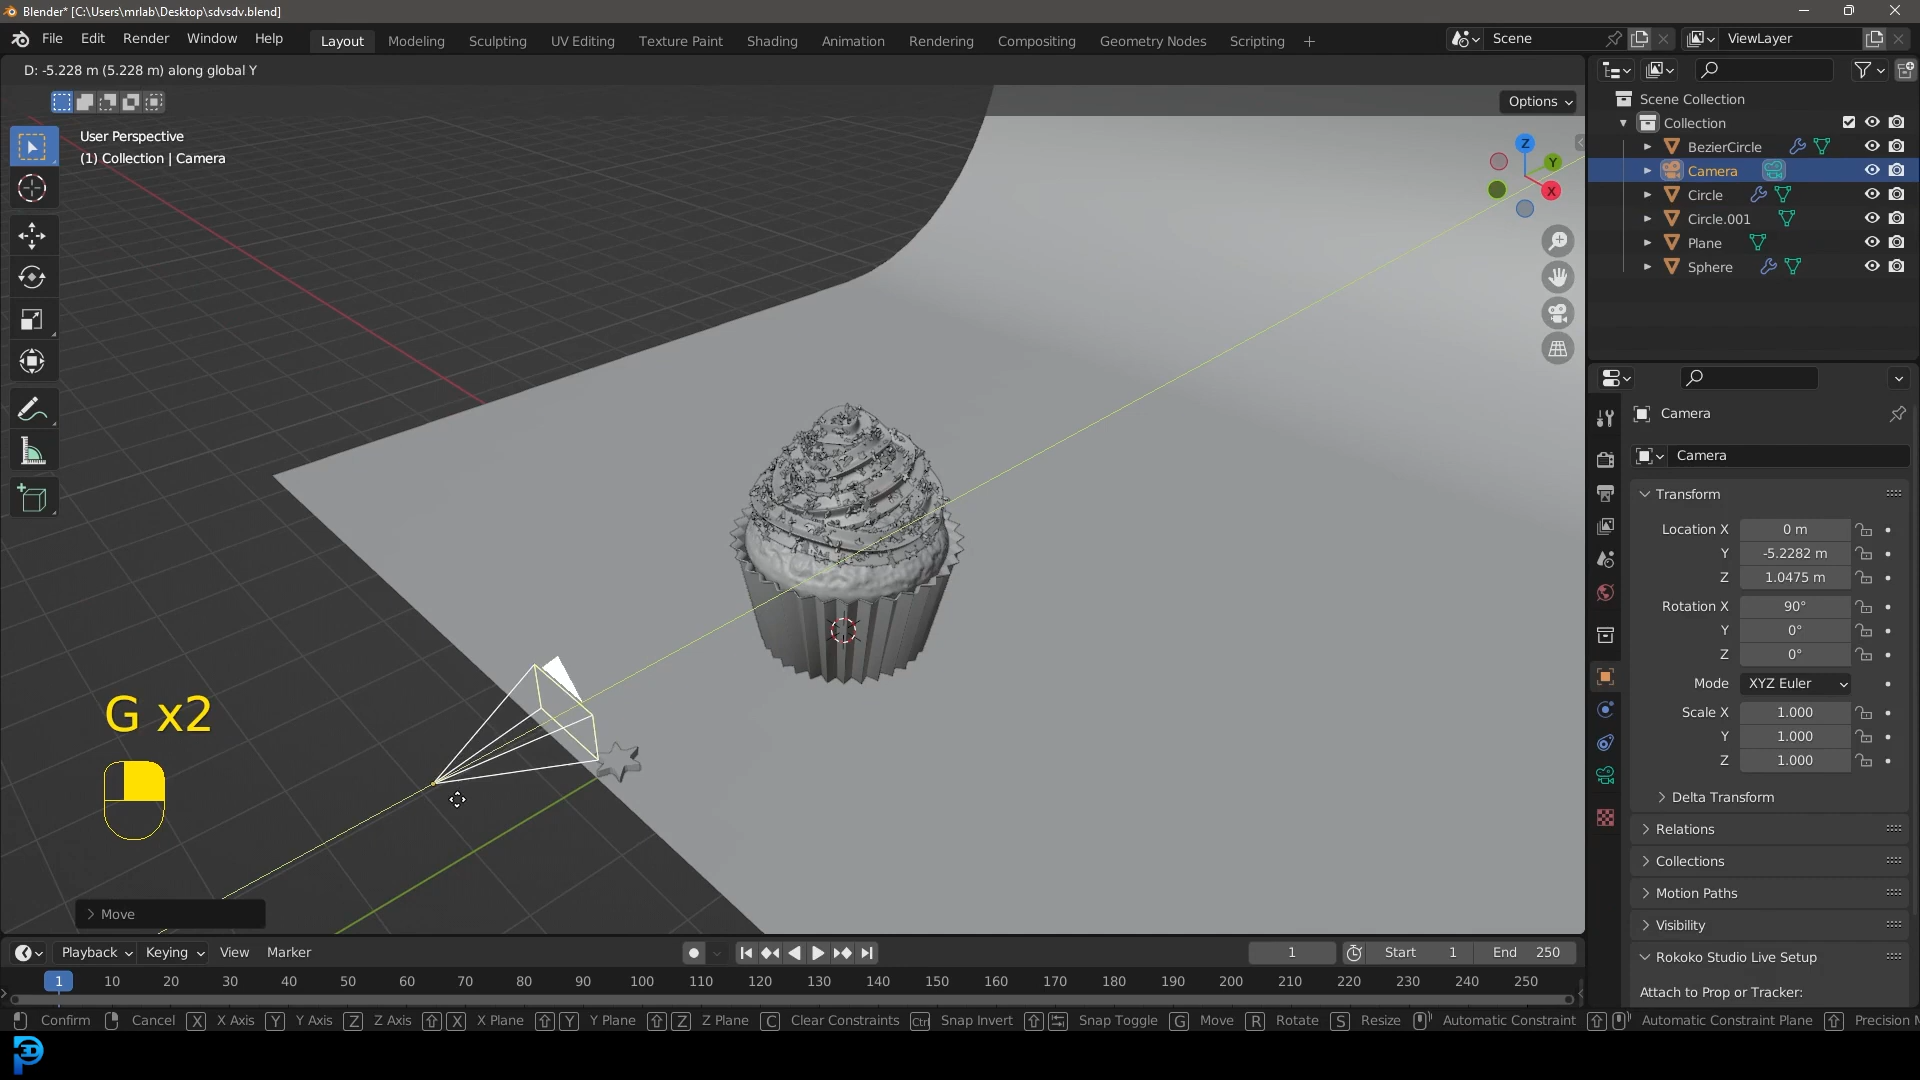 Blender* [C:\Users\mrlab\Desktop\sdvsdv.blend]
File Edit Render Window Help
Layout Modeling Sculpting UV Editing Texture Paint Shading Animation Rendering Compositing Geometry Nodes Scripting +
Scene
ViewLayer
D: -5.228 m (5.228 m) along global Y
Options
User Perspective
(1) Collection | Camera
Z
Y
X
Scene Collection
Collection
BezierCircle
Camera
Circle
Circle.001
Plane
Sphere
Camera
Camera
Transform
Location X 0 m
Y -5.2282 m
Z 1.0475 m
Rotation X 90°
Y 0°
Z 0°
Mode XYZ Euler
Scale X 1.000
Y 1.000
Z 1.000
Delta Transform
Relations
Collections
Motion Paths
Visibility
Rokoko Studio Live Setup
Attach to Prop or Tracker:
G x2
Move
Playback Keying View Marker
1 Start 1 End 250
1 10 20 30 40 50 60 70 80 90 100 110 120 130 140 150 160 170 180 190 200 210 220 230 240 250
Confirm Cancel X X Axis Y Y Axis Z Z Axis X X Plane Y Y Plane Z Z Plane C Clear Constraints Ctrl Snap Invert Snap Toggle G Move R Rotate S Resize Automatic Constraint Automatic Constraint Plane Precision M